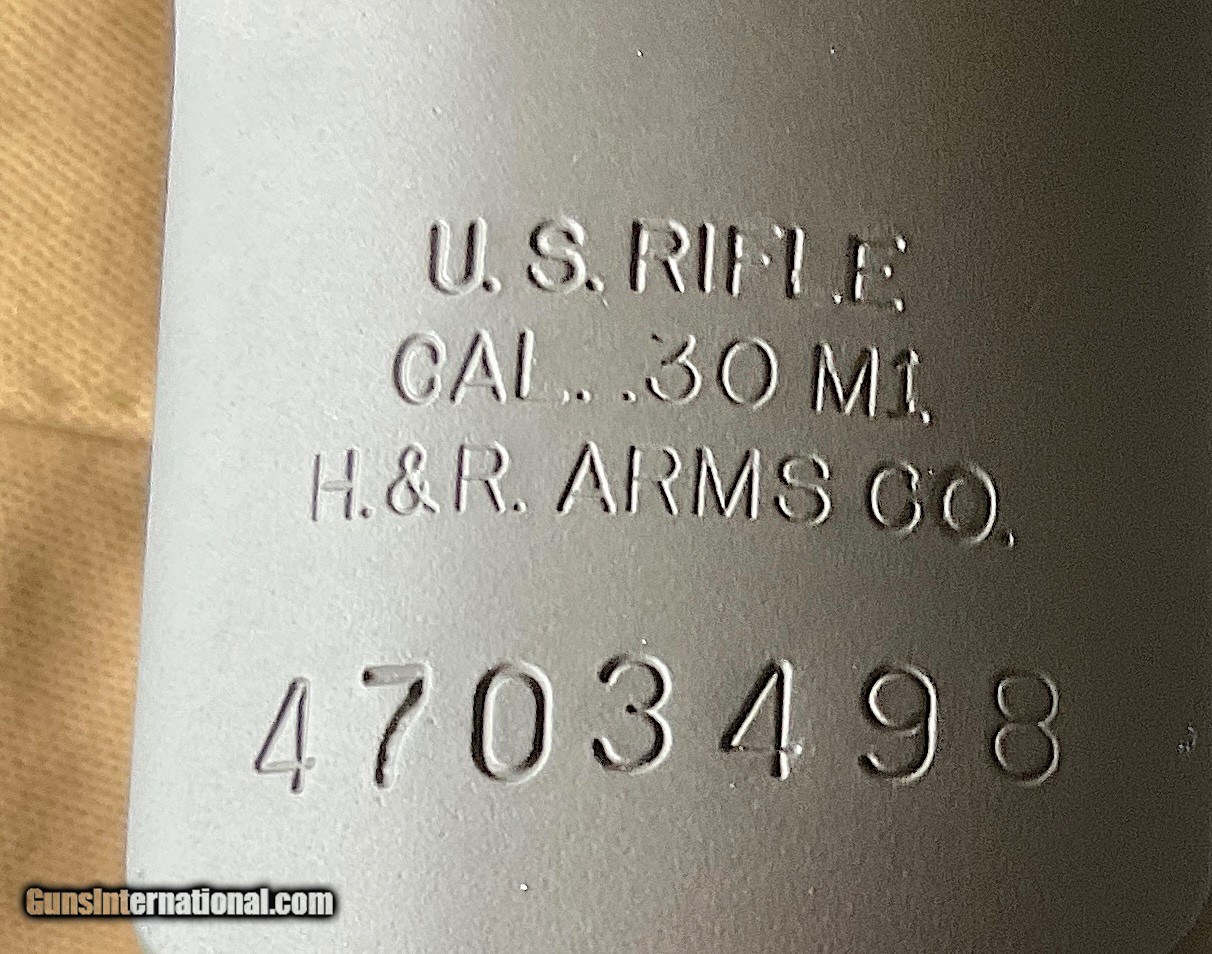 U.S. RIFLE
CAL. .30 M1.
H.&R. ARMS CO.
4703498
GunsInternational.com